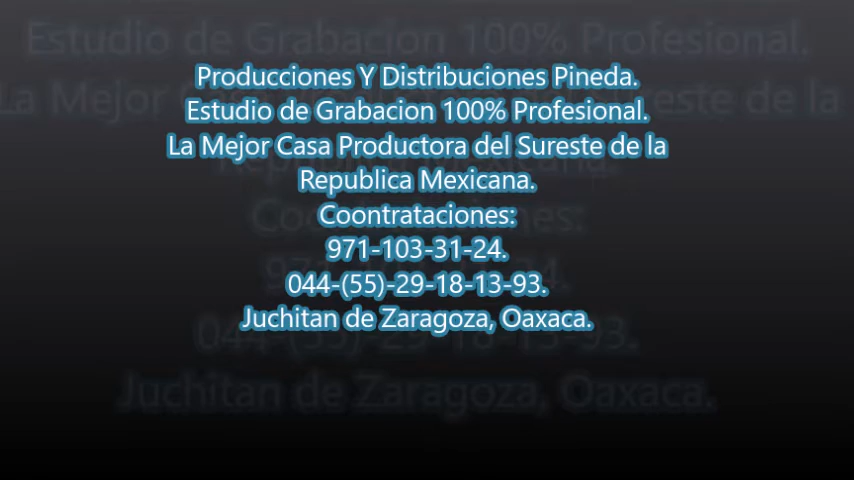 Producciones Y Distribuciones Pineda.
Estudio de Grabacion 100% Profesional.
La Mejor Casa Productora del Sureste de la
Republica Mexicana.
Coontrataciones:
971-103-31-24.
044-(55)-29-18-13-93.
Juchitan de Zaragoza, Oaxaca.